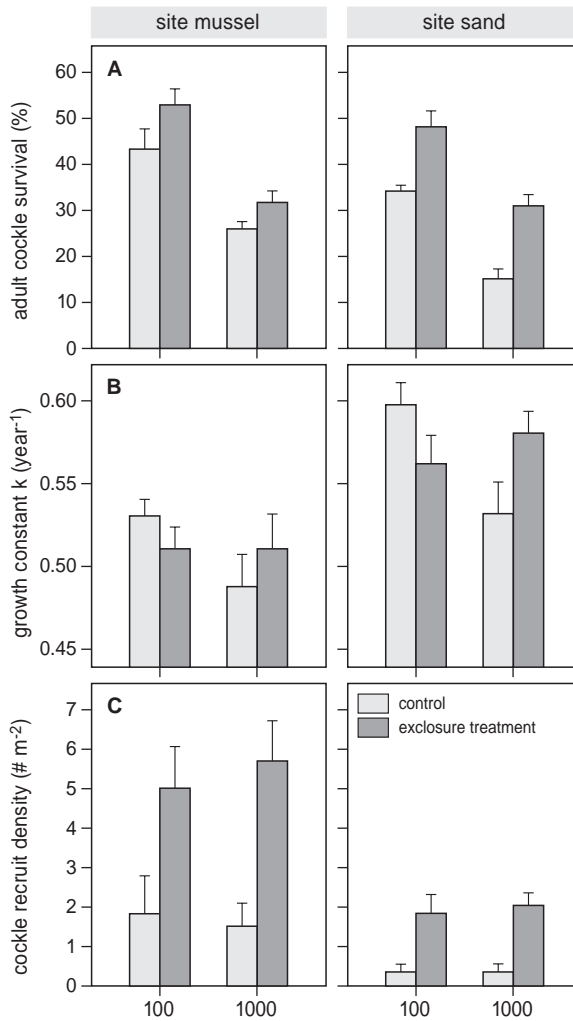 site mussel
site sand
A
adult cockle survival (%)
60
50
40
30
20
10
0
B
growth constant k (year-1)
0.60
0.55
0.50
0.45
C
cockle recruit density (# m-2)
7
6
5
4
3
2
1
0
control
exclosure treatment
100
1000
100
1000